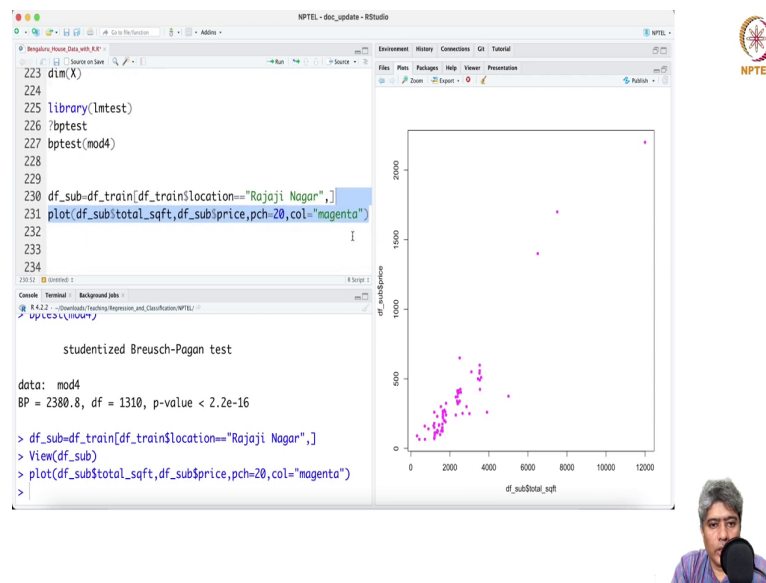 NPTEL - doc_update - RStudio
Go to file/function
Addins
NPTEL
Bengaluru_House_Data_with_R.R*
Source on Save
Run
Source
223 dim(X)
224
225 library(lmtest)
226 ?bptest
227 bptest(mod4)
228
229
230 df_sub=df_train[df_train$location=="Rajaji Nagar",]
231 plot(df_sub$total_sqft,df_sub$price,pch=20,col="magenta")
232
233
234
230:52 (Untitled) R Script
Console Terminal Background Jobs
R 4.2.2 · ~/Downloads/Teaching/Regression_and_Classification/NPTEL/
> bptest(mod4)
studentized Breusch-Pagan test
data: mod4
BP = 2380.8, df = 1310, p-value < 2.2e-16
> df_sub=df_train[df_train$location=="Rajaji Nagar",]
> View(df_sub)
> plot(df_sub$total_sqft,df_sub$price,pch=20,col="magenta")
>
Environment History Connections Git Tutorial
Files Plots Packages Help Viewer Presentation
Zoom Export Publish
df_sub$price
2000
1500
1000
500
0
0 2000 4000 6000 8000 10000 12000
df_sub$total_sqft
NPTE